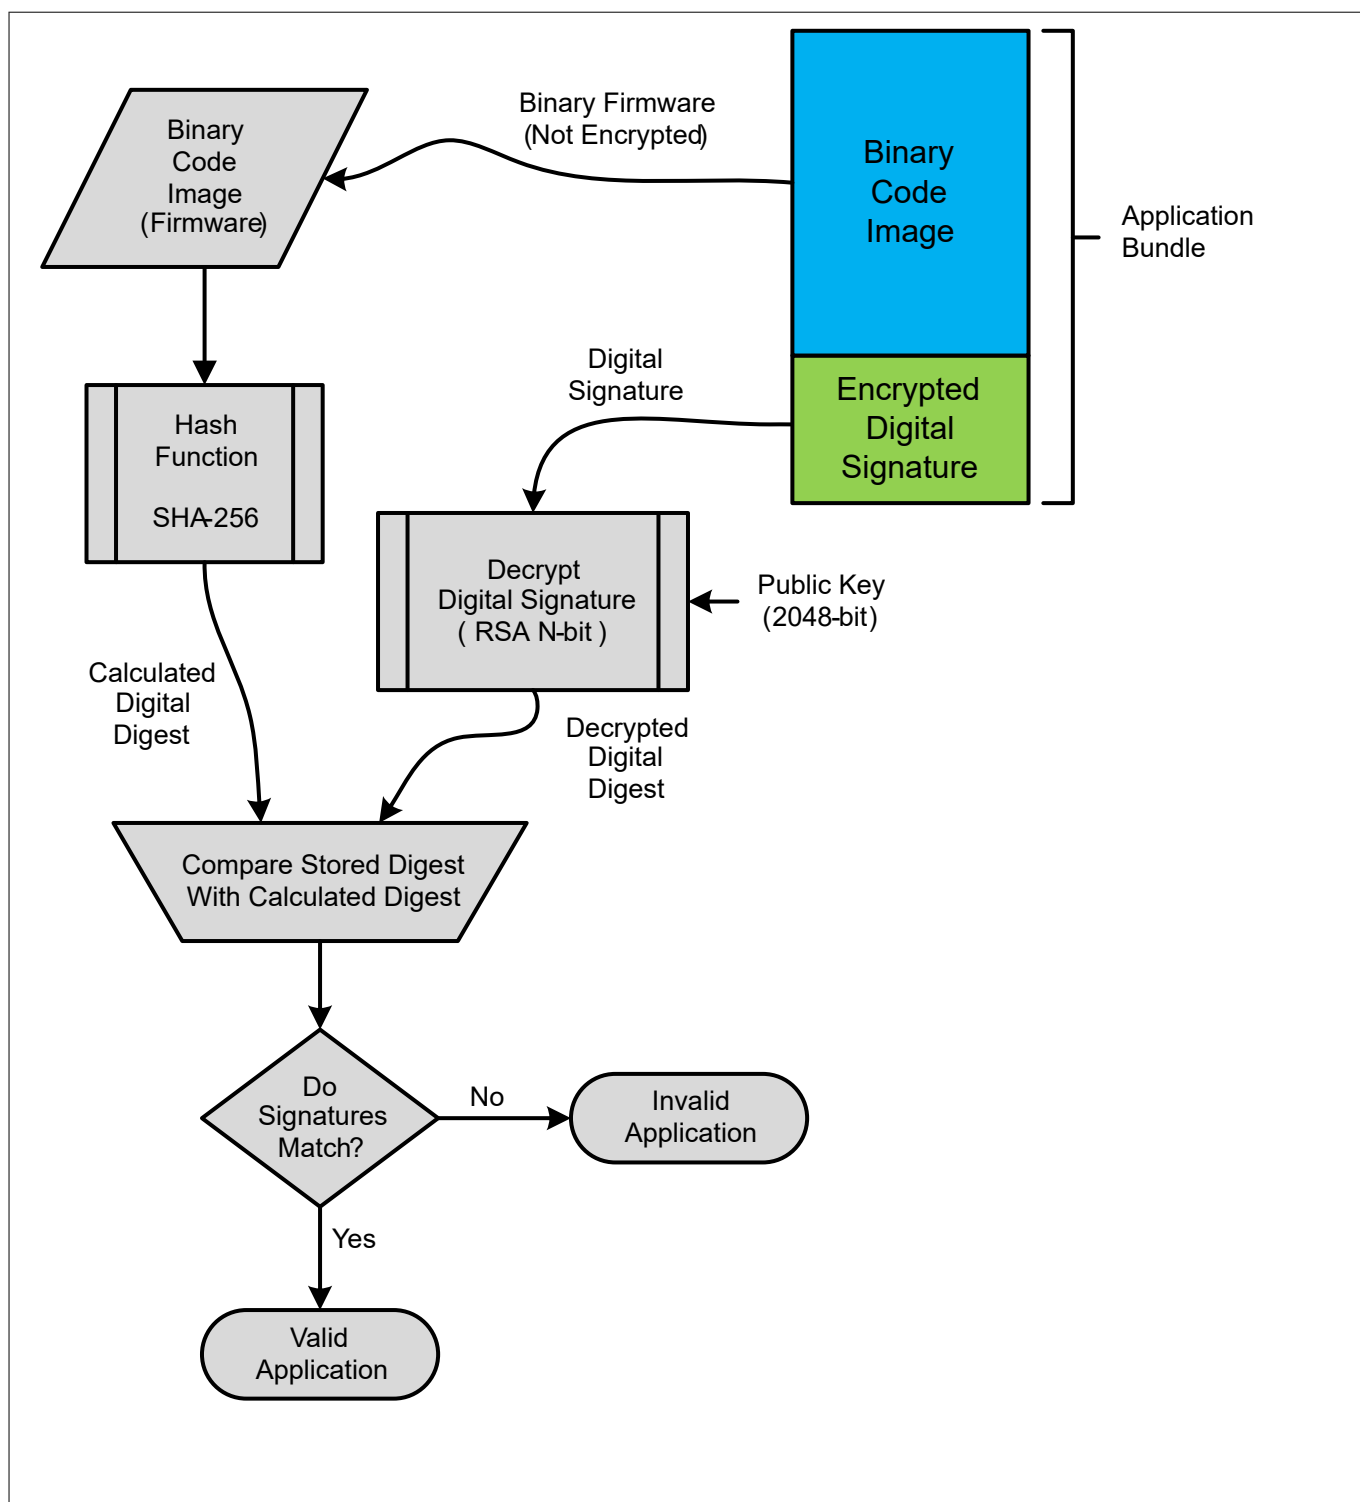 Binary Firmware
(Not Encrypted)
Binary
Code
Image
(Firmware)
Binary
Code
Image
Application
Bundle
Digital
Signature
Encrypted
Digital
Signature
Hash
Function
SHA-256
Decrypt
Digital Signature
( RSA N-bit )
Public Key
(2048-bit)
Calculated
Digital
Digest
Decrypted
Digital
Digest
Compare Stored Digest
With Calculated Digest
Do
Signatures
Match?
No
Invalid
Application
Yes
Valid
Application